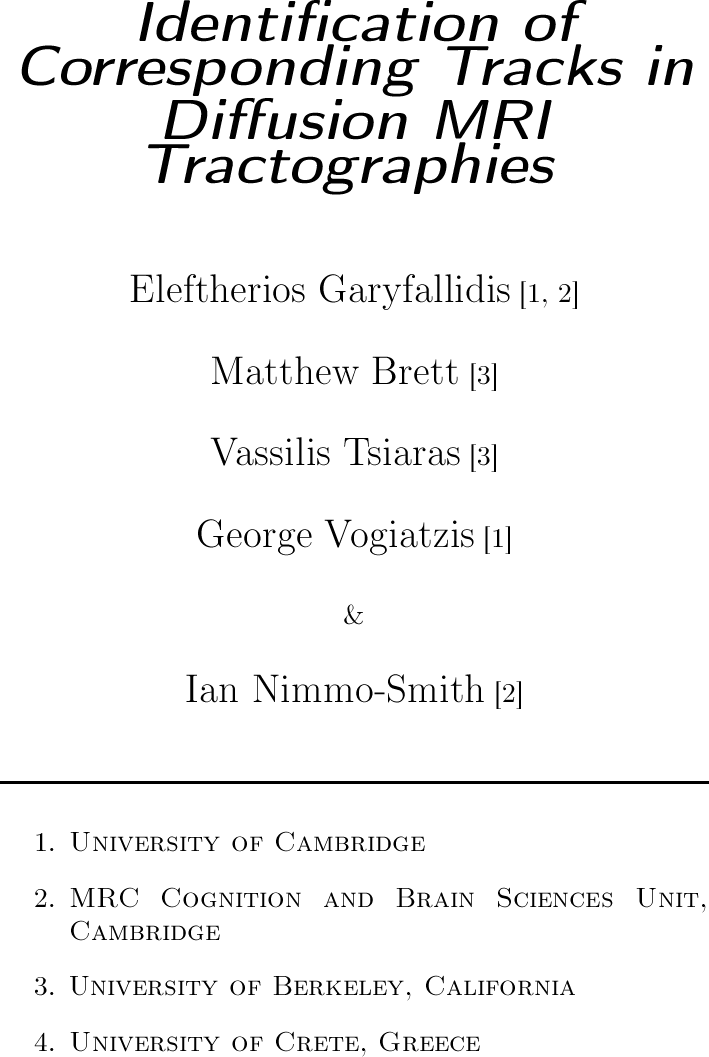 Identification of
Corresponding Tracks in
Diffusion MRI
Tractographies
Eleftherios Garyfallidis [1, 2]
Matthew Brett [3]
Vassilis Tsiaras [3]
George Vogiatzis [1]
&
Ian Nimmo-Smith [2]
1. University of Cambridge
2. MRC Cognition and Brain Sciences Unit,
Cambridge
3. University of Berkeley, California
4. University of Crete, Greece